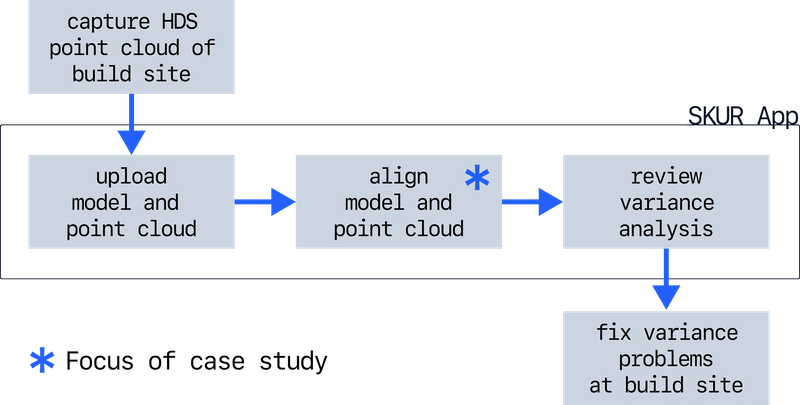 capture HDS
point cloud of
build site
SKUR App
upload
model and
point cloud
align *
model and
point cloud
review
variance
analysis
* Focus of case study
fix variance
problems
at build site